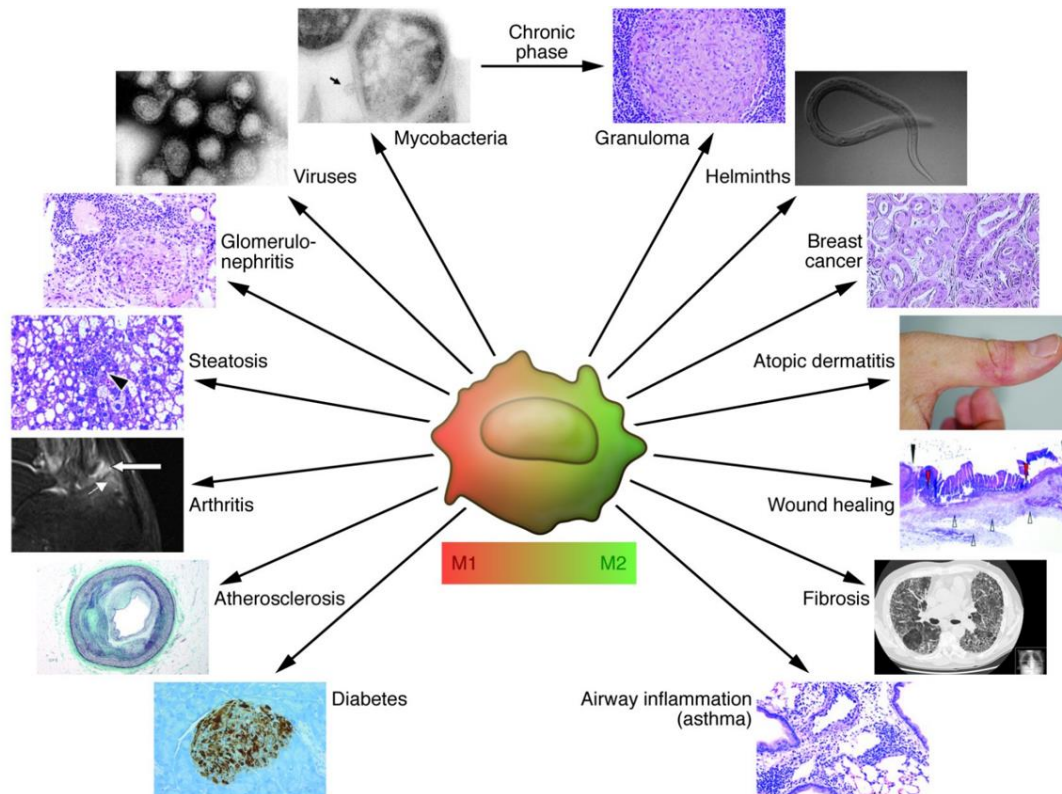 Chronic
phase
Mycobacteria
Granuloma
Viruses
Helminths
Glomerulo-
nephritis
Breast
cancer
Steatosis
Atopic dermatitis
Arthritis
Wound healing
M1
M2
Atherosclerosis
Fibrosis
Diabetes
Airway inflammation
(asthma)